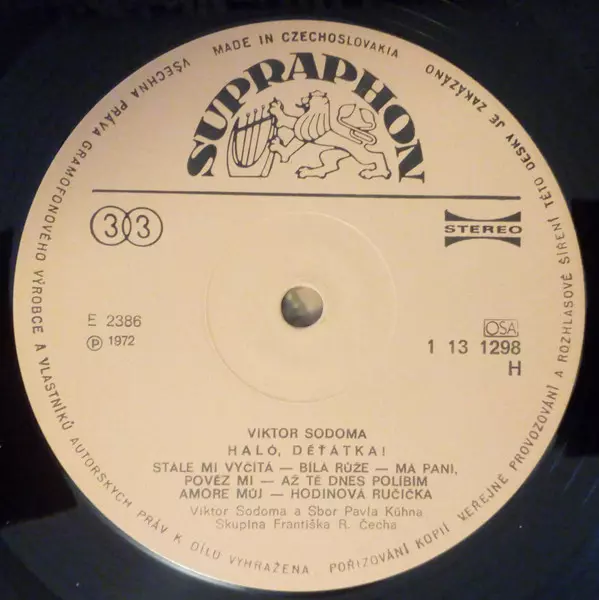 MADE IN CZECHOSLOVAKIA
VŠECHNA PRÁVA GRAMOFONOVÉHO VÝROBCE A VLASTNÍKŮ AUTORSKÝCH PRÁV K DÍLU VYHRAŽENA. POŘIZOVÁNÍ KOPIÍ VEŘEJNÉ PROVOZOVÁNÍ A ROZHLASOVÉ ŠÍŘENÍ TÉTO DESKY JE ZAKÁZÁNO
SUPRAPHON
33
STEREO
E 2386
Ⓟ 1972
OSA
1 13 1298
H
VIKTOR SODOMA
HALÓ, DĚŤÁTKA!
STÁLE MI VYČÍTÁ — BÍLÁ RŮŽE — MÁ PANÍ,
POVĚZ MI — AŽ TĚ DNES POLÍBÍM
AMORE MŮJ — HODINOVÁ RUČIČKA
Viktor Sodoma a Sbor Pavla Kühna
Skupina Františka R. Čecha